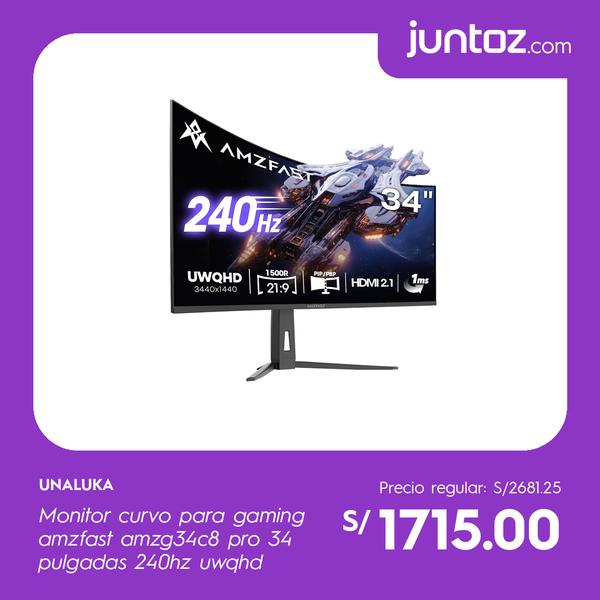 juntoz.com
AMZFAST
34"
240Hz
UWQHD
3440x1440
1500R
21:9
PIP/PBP
HDMI 2.1
1ms
AMZFAST
UNALUKA
Monitor curvo para gaming
amzfast amzg34c8 pro 34
pulgadas 240hz uwqhd
Precio regular: S/2681.25
S/ 1715.00